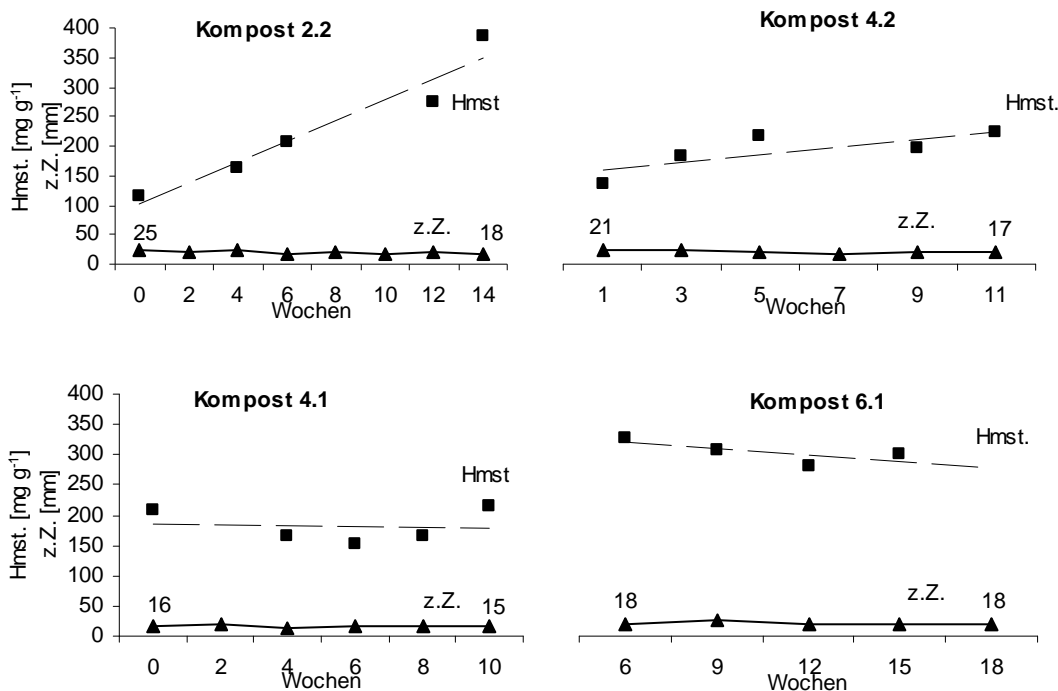 Kompost 2.2
Hmst. [mg g-1]
z.Z. [mm]
400
350
300
250
200
150
100
50
0
Hmst
25
z.Z.
18
0 2 4 6 8 10 12 14
Wochen
Kompost 4.2
Hmst.
21
z.Z.
17
1 3 5 7 9 11
Wochen
Kompost 4.1
Hmst. [mg g-1]
z.Z. [mm]
400
350
300
250
200
150
100
50
0
Hmst
16
z.Z.
15
0 2 4 6 8 10
Wochen
Kompost 6.1
Hmst.
18
z.Z.
18
6 9 12 15 18
Wochen